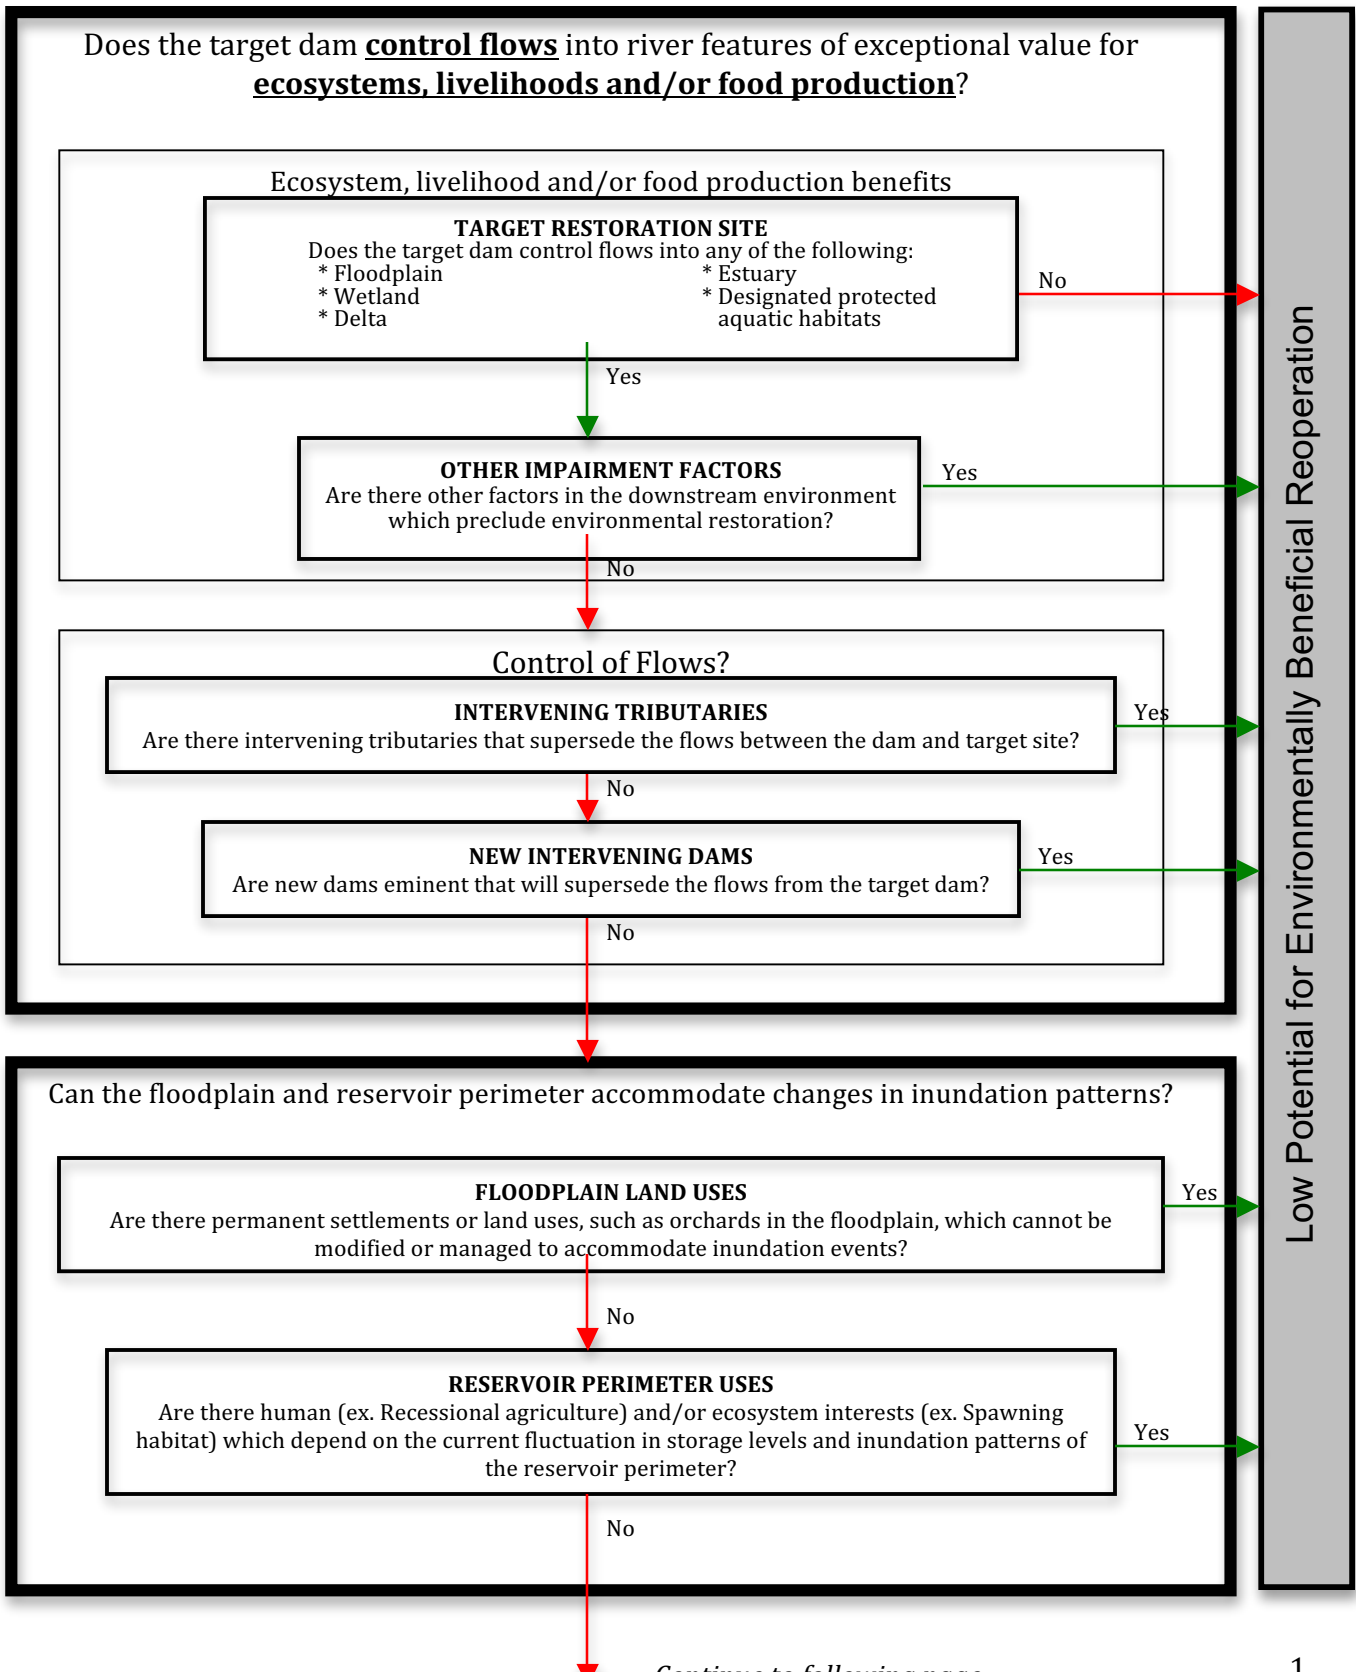 Does the target dam control flows into river features of exceptional value for
ecosystems, livelihoods and/or food production?
Ecosystem, livelihood and/or food production benefits
TARGET RESTORATION SITE
Does the target dam control flows into any of the following:
* Floodplain
* Wetland
* Delta
* Estuary
* Designated protected
aquatic habitats
No
Yes
OTHER IMPAIRMENT FACTORS
Are there other factors in the downstream environment
which preclude environmental restoration?
Yes
No
Control of Flows?
INTERVENING TRIBUTARIES
Are there intervening tributaries that supersede the flows between the dam and target site?
Yes
No
NEW INTERVENING DAMS
Are new dams eminent that will supersede the flows from the target dam?
Yes
No
Can the floodplain and reservoir perimeter accommodate changes in inundation patterns?
FLOODPLAIN LAND USES
Are there permanent settlements or land uses, such as orchards in the floodplain, which cannot be
modified or managed to accommodate inundation events?
Yes
No
RESERVOIR PERIMETER USES
Are there human (ex. Recessional agriculture) and/or ecosystem interests (ex. Spawning
habitat) which depend on the current fluctuation in storage levels and inundation patterns of
the reservoir perimeter?
Yes
No
Low Potential for Environmentally Beneficial Reoperation
Continue to following page
1